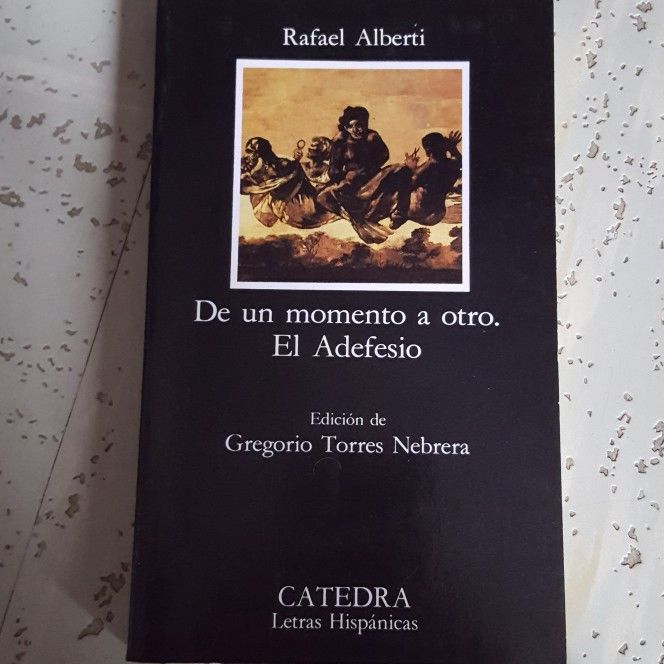 Rafael Alberti
De un momento a otro.
El Adefesio
Edición de
Gregorio Torres Nebrera
CATEDRA
Letras Hispánicas